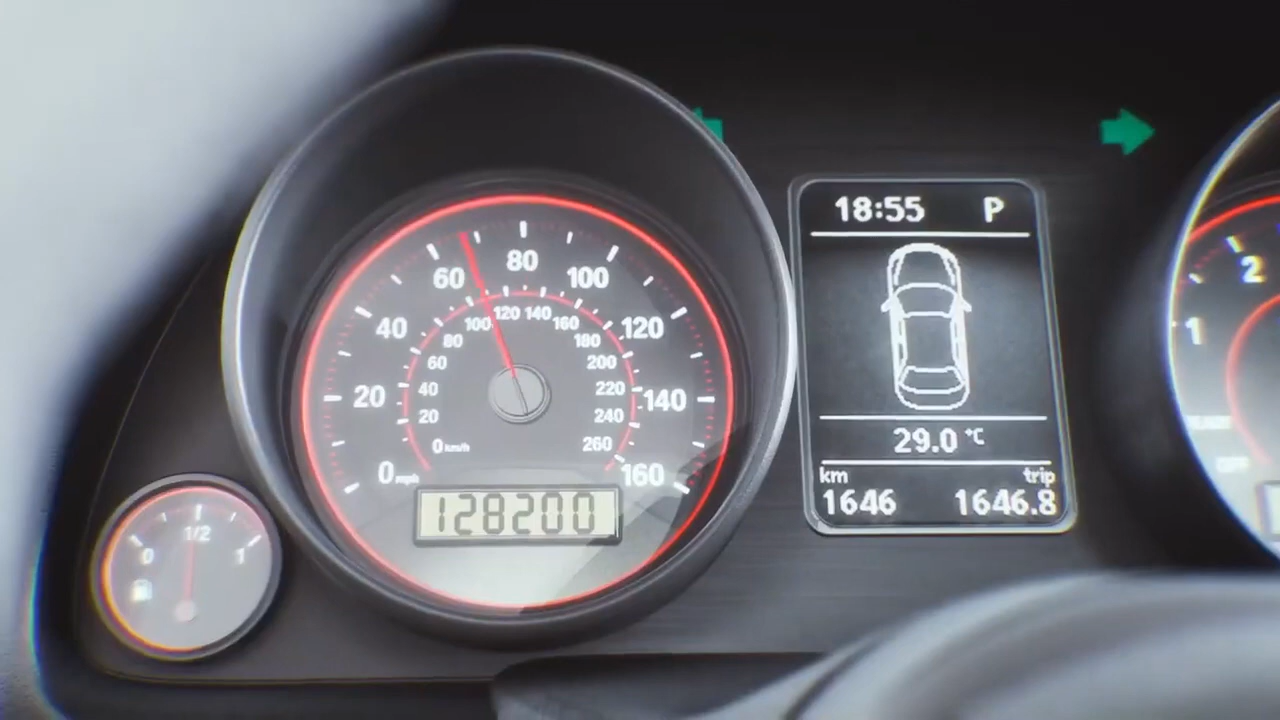 18:55 P
60 80 100
40 120
20 140
0 mph 160
100 120 140 160
80 180
60 200
40 220
20 240
0 km/h 260
128200
29.0 °C
km trip
1646 1646.8
0 1/2 1
1 2